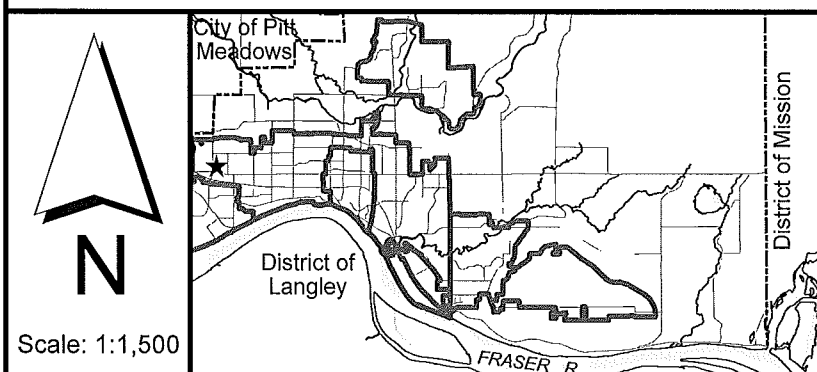 City of Pitt
Meadows
District of Mission
District of
Langley
FRASER R.
N
Scale: 1:1,500